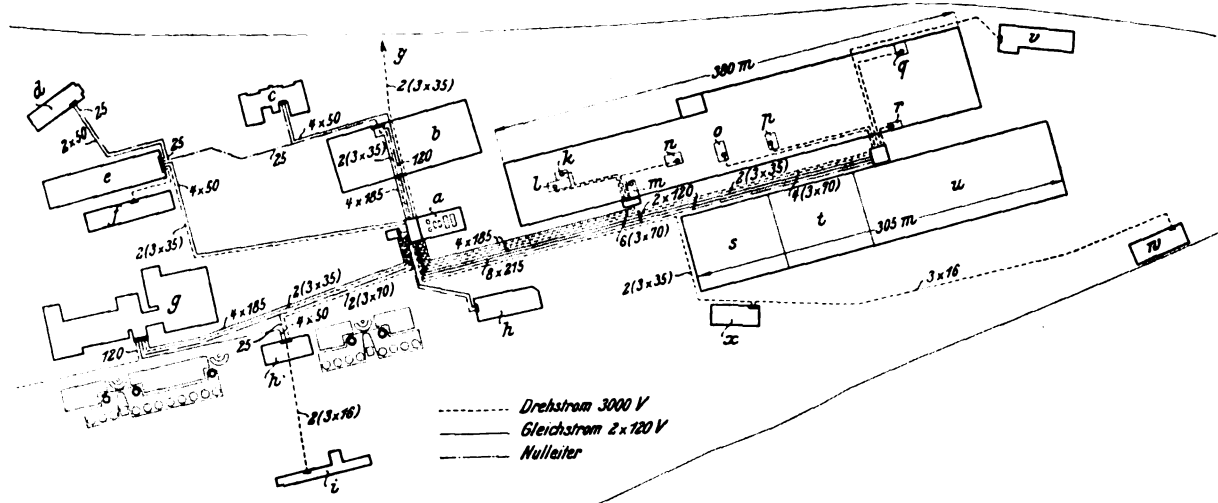 y
v
380 m
q
d
25
c
2(3×35)
b
4×50
25
2×50
25
2(3×35)
120
r
p
o
n
k
l
m
e
4×50
f
4×185
a
2(3×35)
2×120
4(3×70)
u
6(3×70)
t
305 m
s
2(3×35)
4×185
8×215
2(3×35)
w
3×16
g
2(3×35)
2(3×70)
4×185
4×50
25
h
x
120
h
2(3×16)
i
Drehstrom 3000 V
Gleichstrom 2×120 V
Nulleiter